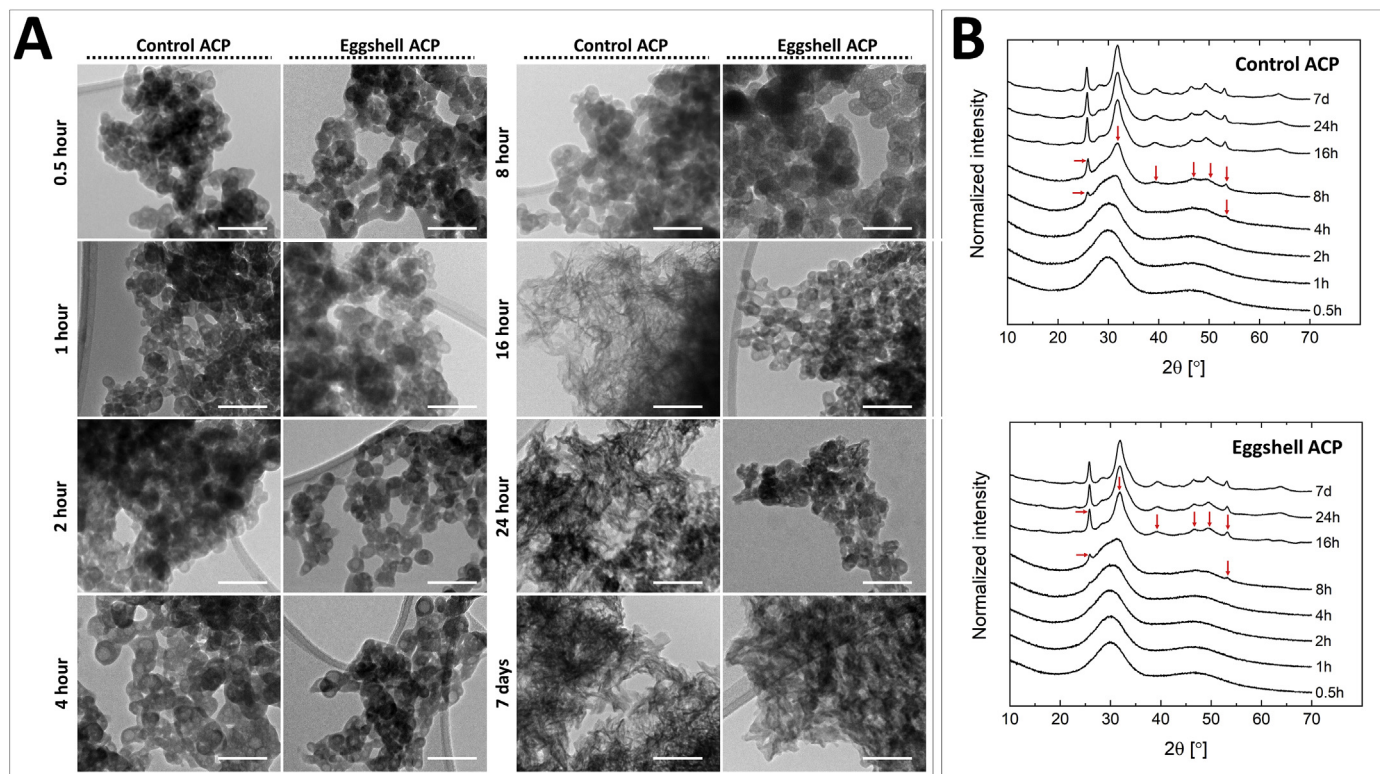 A
Control ACP
Eggshell ACP
Control ACP
Eggshell ACP
0.5 hour
8 hour
1 hour
16 hour
2 hour
24 hour
4 hour
7 days
B
Control ACP
Normalized intensity
7d
24h
16h
8h
4h
2h
1h
0.5h
10 20 30 40 50 60 70
2θ [°]
Eggshell ACP
Normalized intensity
7d
24h
16h
8h
4h
2h
1h
0.5h
10 20 30 40 50 60 70
2θ [°]